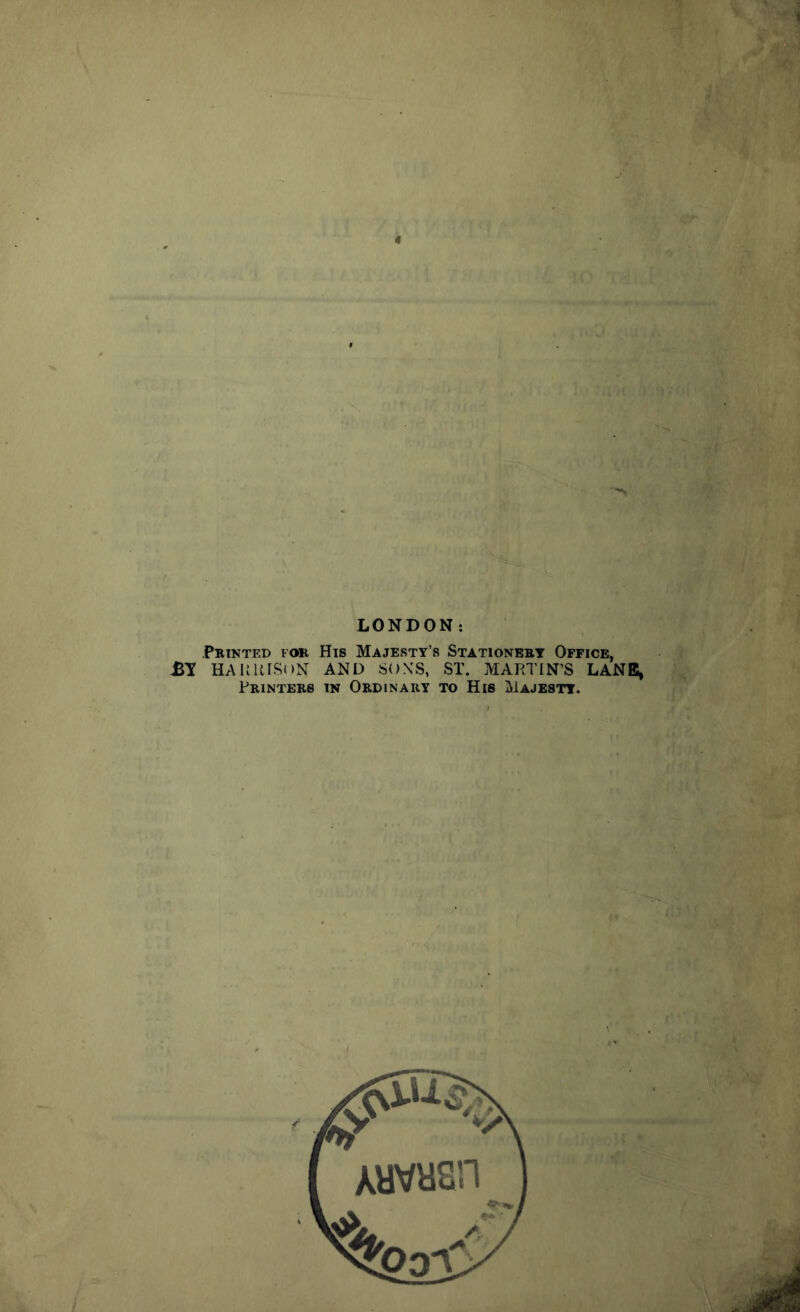 LONDON:
PRINTED FOR HIS MAJESTY'S STATIONERY OFFICE,
BY HARRISON AND SONS, ST. MARTIN'S LANE,
PRINTERS IN ORDINARY TO HIS MAJESTY.
LIBRARY